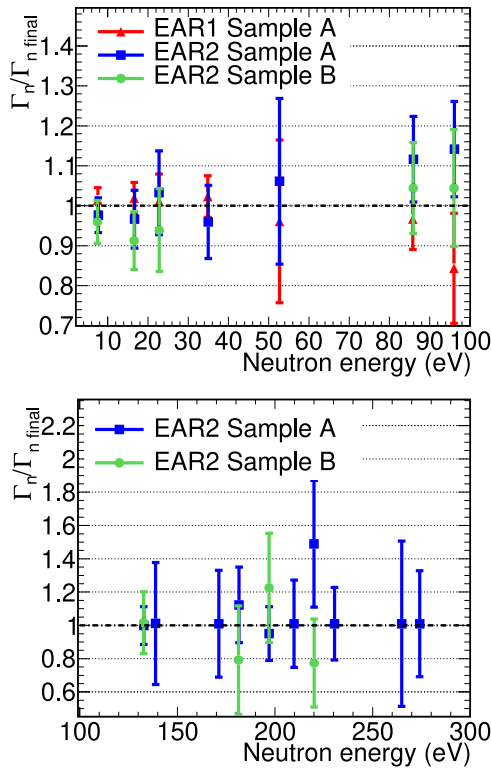 Γn/Γn final
EAR1 Sample A
EAR2 Sample A
EAR2 Sample B
1.4
1.3
1.2
1.1
1
0.9
0.8
0.7
10 20 30 40 50 60 70 80 90 100
Neutron energy (eV)
Γn/Γn final
EAR2 Sample A
EAR2 Sample B
2.2
2
1.8
1.6
1.4
1.2
1
0.8
0.6
100 150 200 250 300
Neutron energy (eV)